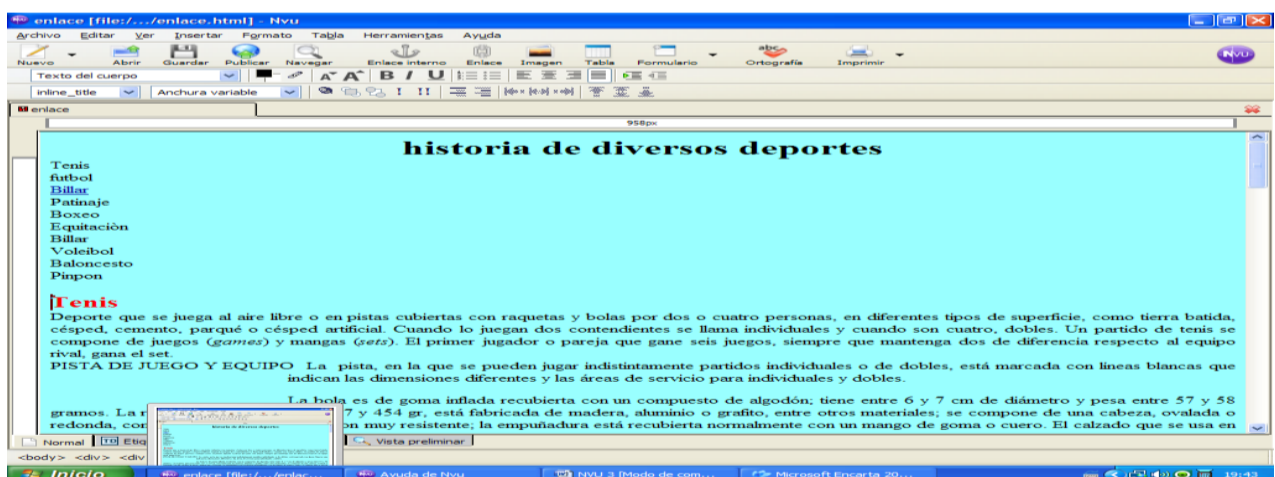 enlace [file:/.../enlace.html] - Nvu
Archivo Editar Ver Insertar Formato Tabla Herramientas Ayuda
Nuevo Abrir Guardar Publicar Navegar Enlace interno Enlace Imagen Tabla Formulario Ortografía Imprimir
Texto del cuerpo
inline_title Anchura variable
enlace
958px
historia de diversos deportes
Tenis
futbol
Billar
Patinaje
Boxeo
Equitaciòn
Billar
Voleibol
Baloncesto
Pinpon
Tenis
Deporte que se juega al aire libre o en pistas cubiertas con raquetas y bolas por dos o cuatro personas, en diferentes tipos de superficie, como tierra batida,
césped, cemento, parqué o césped artificial. Cuando lo juegan dos contendientes se llama individuales y cuando son cuatro, dobles. Un partido de tenis se
compone de juegos (games) y mangas (sets). El primer jugador o pareja que gane seis juegos, siempre que mantenga dos de diferencia respecto al equipo
rival, gana el set.
PISTA DE JUEGO Y EQUIPO La pista, en la que se pueden jugar indistintamente partidos individuales o de dobles, está marcada con líneas blancas que
indican las dimensiones diferentes y las áreas de servicio para individuales y dobles.
La bola es de goma inflada recubierta con un compuesto de algodón; tiene entre 6 y 7 cm de diámetro y pesa entre 57 y 58
gramos. La 7 y 454 gr, está fabricada de madera, aluminio o grafito, entre otros materiales; se compone de una cabeza, ovalada o
redonda, con muy resistente; la empuñadura está recubierta normalmente con un mango de goma o cuero. El calzado que se usa en
Normal Etiq Vista preliminar
<body> <div> <div
Inicio enlace [file:/.../enlac... Ayuda de Nvu NVU 3 [Modo de com... Microsoft Encarta 20... 19:43